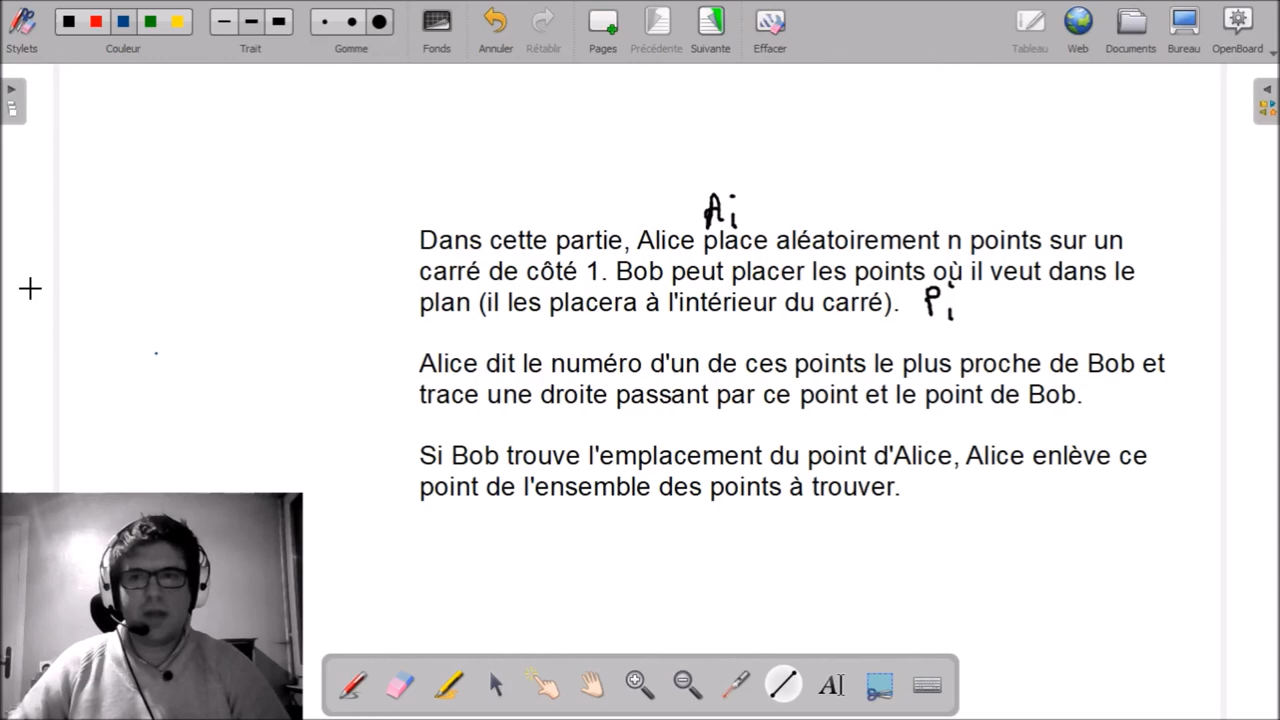 Stylets
Couleur
Trait
Gomme
Fonds
Annuler
Rétablir
Pages
Précédente
Suivante
Effacer
Tableau
Web
Documents
Bureau
OpenBoard
Ai
Dans cette partie, Alice place aléatoirement n points sur un
carré de côté 1. Bob peut placer les points où il veut dans le
plan (il les placera à l'intérieur du carré). Pi
Alice dit le numéro d'un de ces points le plus proche de Bob et
trace une droite passant par ce point et le point de Bob.
Si Bob trouve l'emplacement du point d'Alice, Alice enlève ce
point de l'ensemble des points à trouver.
AI